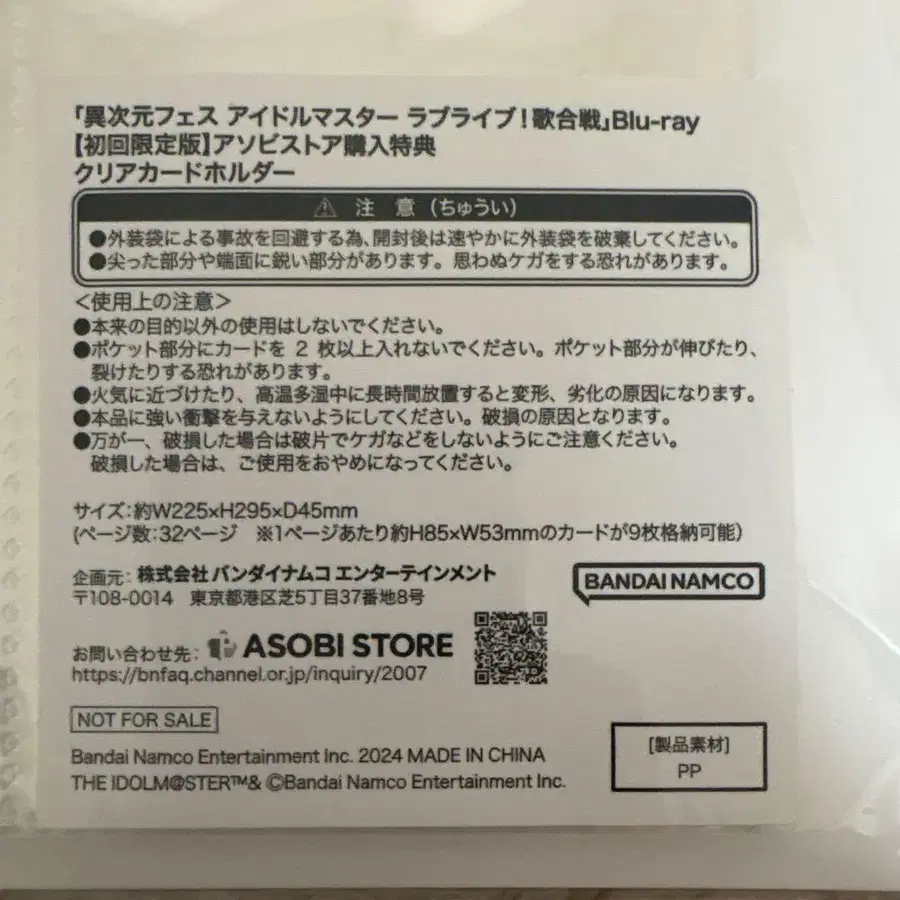 「異次元フェス アイドルマスター ラブライブ!歌合戦」Blu-ray
【初回限定版】アソビストア購入特典
クリアカードホルダー
⚠ 注 意 (ちゅうい)
●外装袋による事故を回避する為、開封後は速やかに外装袋を破棄してください。
●尖った部分や端面に鋭い部分があります。思わぬケガをする恐れがあります。
＜使用上の注意＞
●本来の目的以外の使用はしないでください。
●ポケット部分にカードを 2 枚以上入れないでください。ポケット部分が伸びたり、
裂けたりする恐れがあります。
●火気に近づけたり、高温多湿中に長時間放置すると変形、劣化の原因になります。
●本品に強い衝撃を与えないようにしてください。破損の原因となります。
●万が一、破損した場合は破片でケガなどをしないようにご注意ください。
破損した場合は、ご使用をおやめになってください。
サイズ:約W225×H295×D45mm
(ページ数:32ページ ※1ページあたり約H85×W53mmのカードが9枚格納可能)
企画元: 株式会社 バンダイナムコ エンターテインメント
〒108-0014 東京都港区芝5丁目37番地8号
BANDAI NAMCO
お問い合わせ先: ASOBI STORE
https://bnfaq.channel.or.jp/inquiry/2007
NOT FOR SALE
Bandai Namco Entertainment Inc. 2024 MADE IN CHINA
THE IDOLM@STER™& ©Bandai Namco Entertainment Inc.
[製品素材]
PP